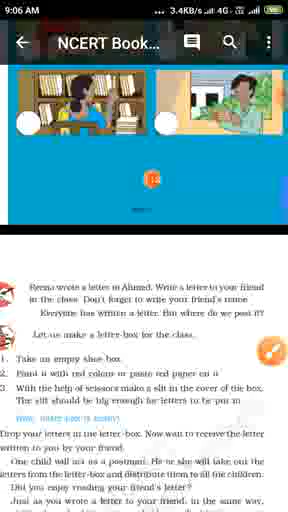 9:06 AM ... 3.4KB/s 4G
NCERT Book...
Reena wrote a letter to Ahmed. Write a letter to your friend
in the class. Don't forget to write your friend's name.
Everyone has written a letter. But where do we post it?
Let us make a letter-box for the class.
1. Take an empty shoe box.
2. Paint it with red colour or paste red paper on it
3. With the help of scissors make a slit in the cover of the box.
The slit should be big enough for letters to be put in
Drop your letters in the letter-box. Now wait to receive the letter
written to you by your friend.
One child will act as a postman. He or she will take out the
letters from the letter-box and distribute them to all the children.
Did you enjoy reading your friend's letter?
Just as you wrote a letter to your friend, in the same way,